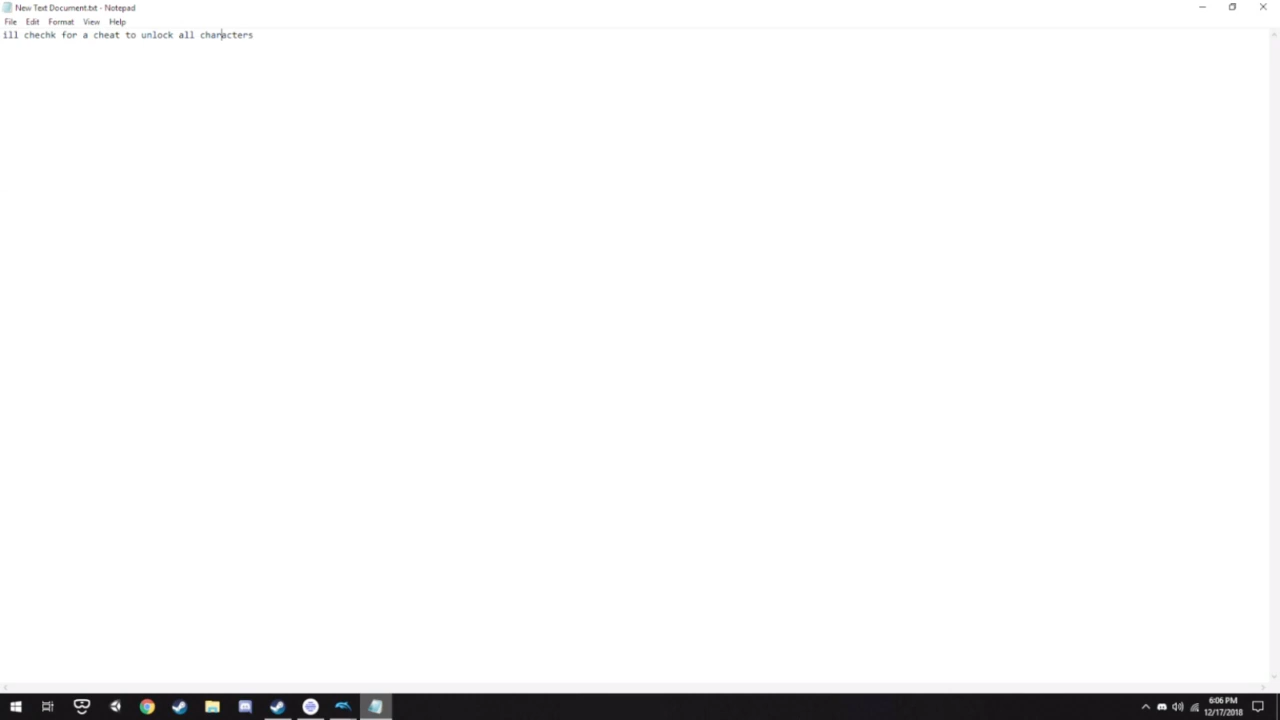 New Text Document.txt - Notepad
File Edit Format View Help
ill chechk for a cheat to unlock all characters
6:06 PM
12/17/2018